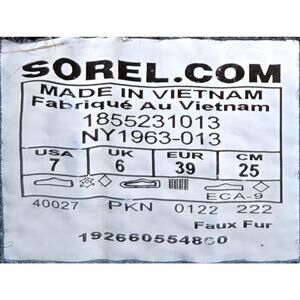 SOREL.COM
MADE IN VIETNAM
Fabriqué Au Vietnam
1855231013
NY1963-013
USA UK EUR CM
7 6 39 25
ECA-9
40027 PKN 0122 222
Faux Fur
192660554860